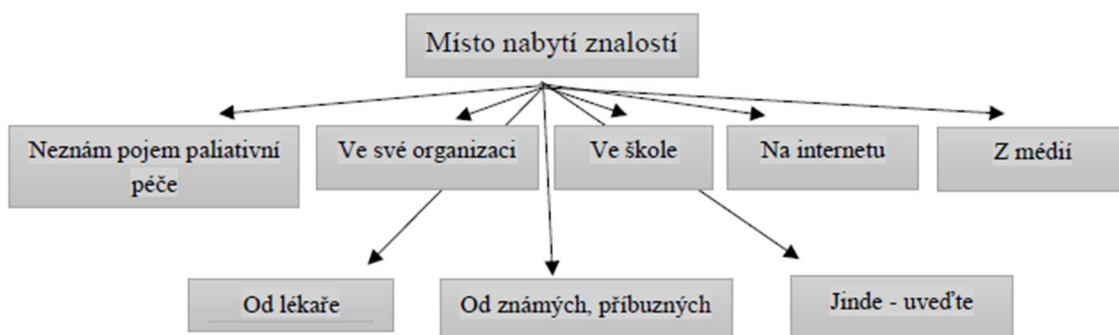 Místo nabytí znalostí
Neznám pojem paliativní
péče
Ve své organizaci
Ve škole
Na internetu
Z médií
Od lékaře
Od známých, příbuzných
Jinde - uveďte